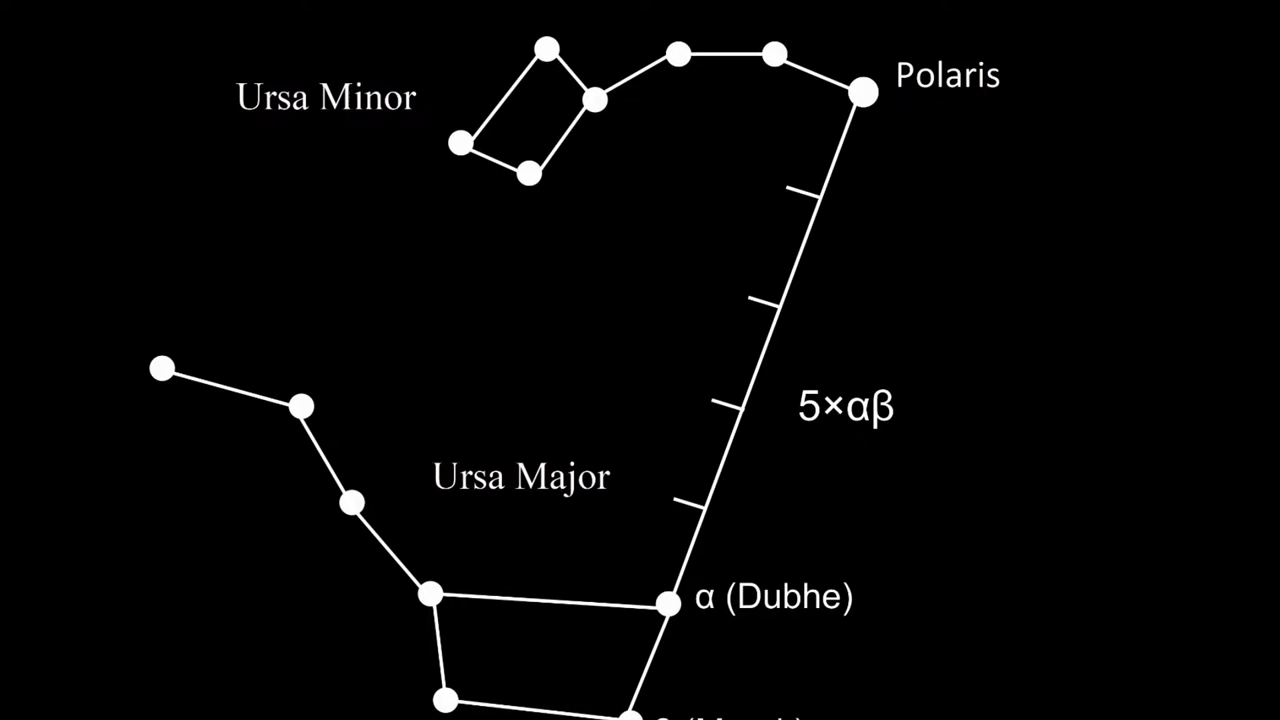 Polaris
Ursa Minor
5×αβ
Ursa Major
α (Dubhe)